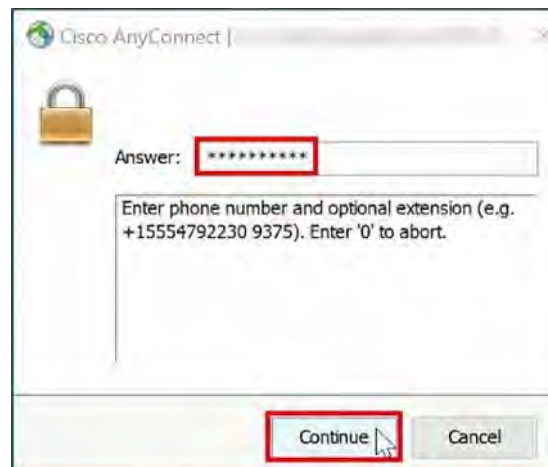 Cisco AnyConnect |
Answer: **********
Enter phone number and optional extension (e.g.
+15554792230 9375). Enter '0' to abort.
Continue
Cancel